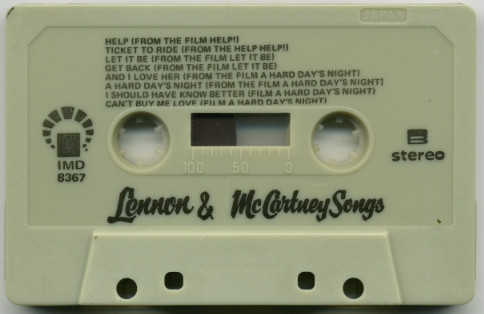 JAPAN
HELP (FROM THE FILM HELP!)
TICKET TO RIDE (FROM THE HELP HELP!)
LET IT BE (FROM THE FILM LET IT BE)
GET BACK (FROM THE FILM LET IT BE)
AND I LOVE HER (FROM THE FILM A HARD DAY'S NIGHT)
A HARD DAY'S NIGHT (FROM THE FILM A HARD DAY'S NIGHT)
I SHOULD HAVE KNOW BETTER (FILM A HARD DAY'S NIGHT)
CAN'T BUY ME LOVE (FILM A HARD DAY'S NIGHT)
IMD
8367
B
stereo
100 50 0
Lennon & McCartney Songs